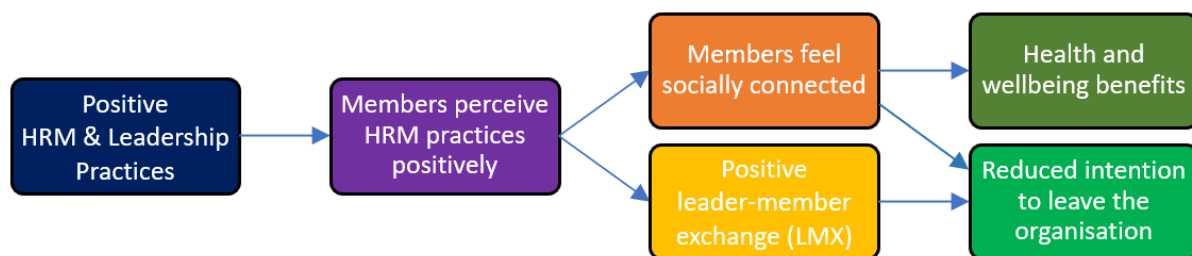 Positive
HRM & Leadership
Practices
Members perceive
HRM practices
positively
Members feel
socially connected
Positive
leader-member
exchange (LMX)
Health and
wellbeing benefits
Reduced intention
to leave the
organisation